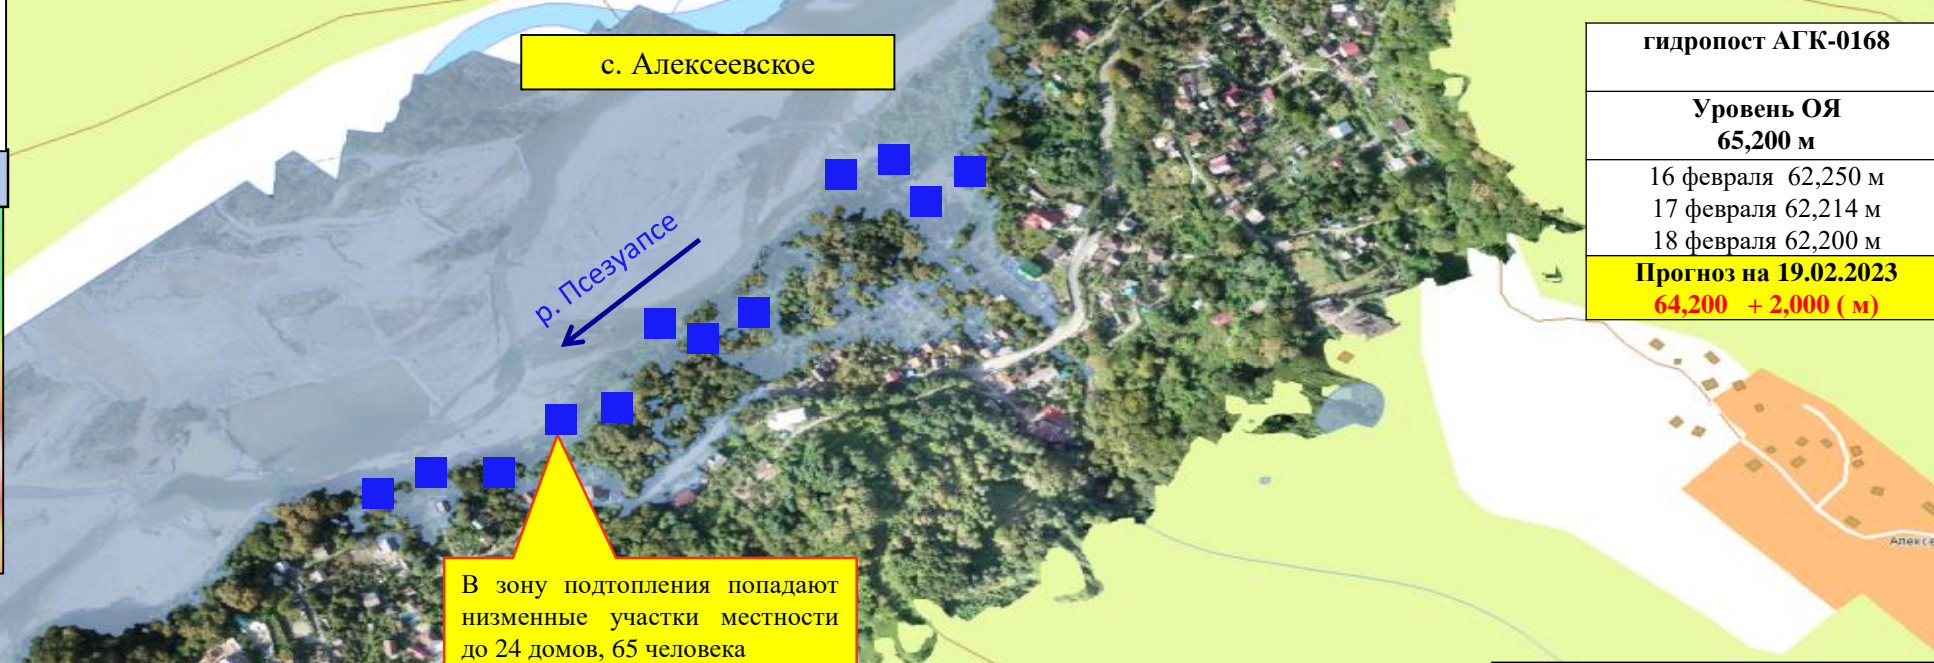 с. Алексеевское
гидропост АГК-0168
Уровень ОЯ
65,200 м
16 февраля 62,250 м
17 февраля 62,214 м
18 февраля 62,200 м
Прогноз на 19.02.2023
64,200 + 2,000 ( м)
р. Псезуапсе
Алексе
В зону подтопления попадают
низменные участки местности
до 24 домов, 65 человека